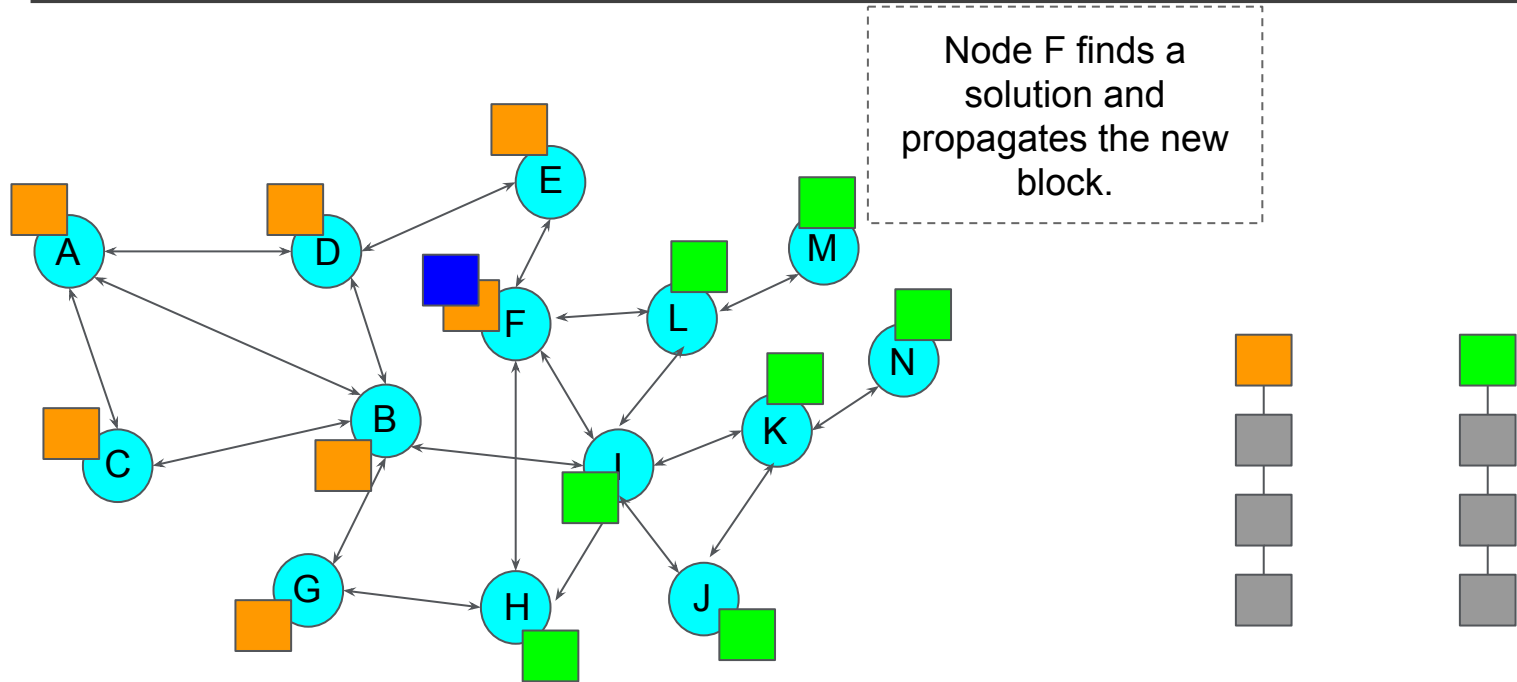 Node F finds a
solution and
propagates the new
block.
E
A
D
M
F
L
N
B
K
C
I
G
H
J